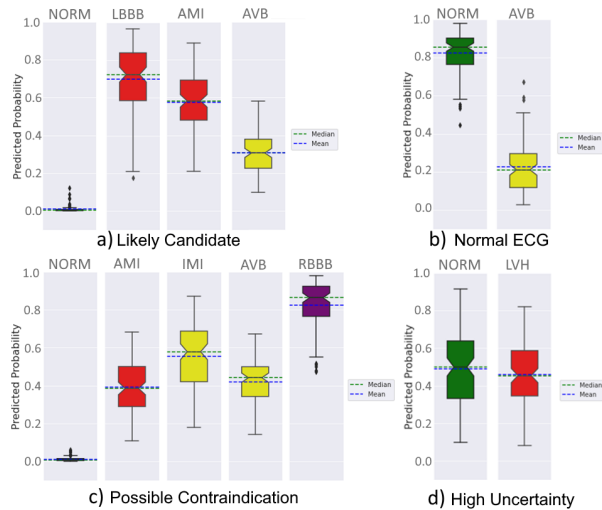 NORM LBBB AMI AVB
Predicted Probability
1.0
0.8
0.6
0.4
0.2
0.0
Median
Mean
a) Likely Candidate
NORM AVB
Predicted Probability
1.0
0.8
0.6
0.4
0.2
0.0
Median
Mean
b) Normal ECG
NORM AMI IMI AVB RBBB
Predicted Probability
1.0
0.8
0.6
0.4
0.2
0.0
Median
Mean
c) Possible Contraindication
NORM LVH
Predicted Probability
1.0
0.8
0.6
0.4
0.2
0.0
Median
Mean
d) High Uncertainty